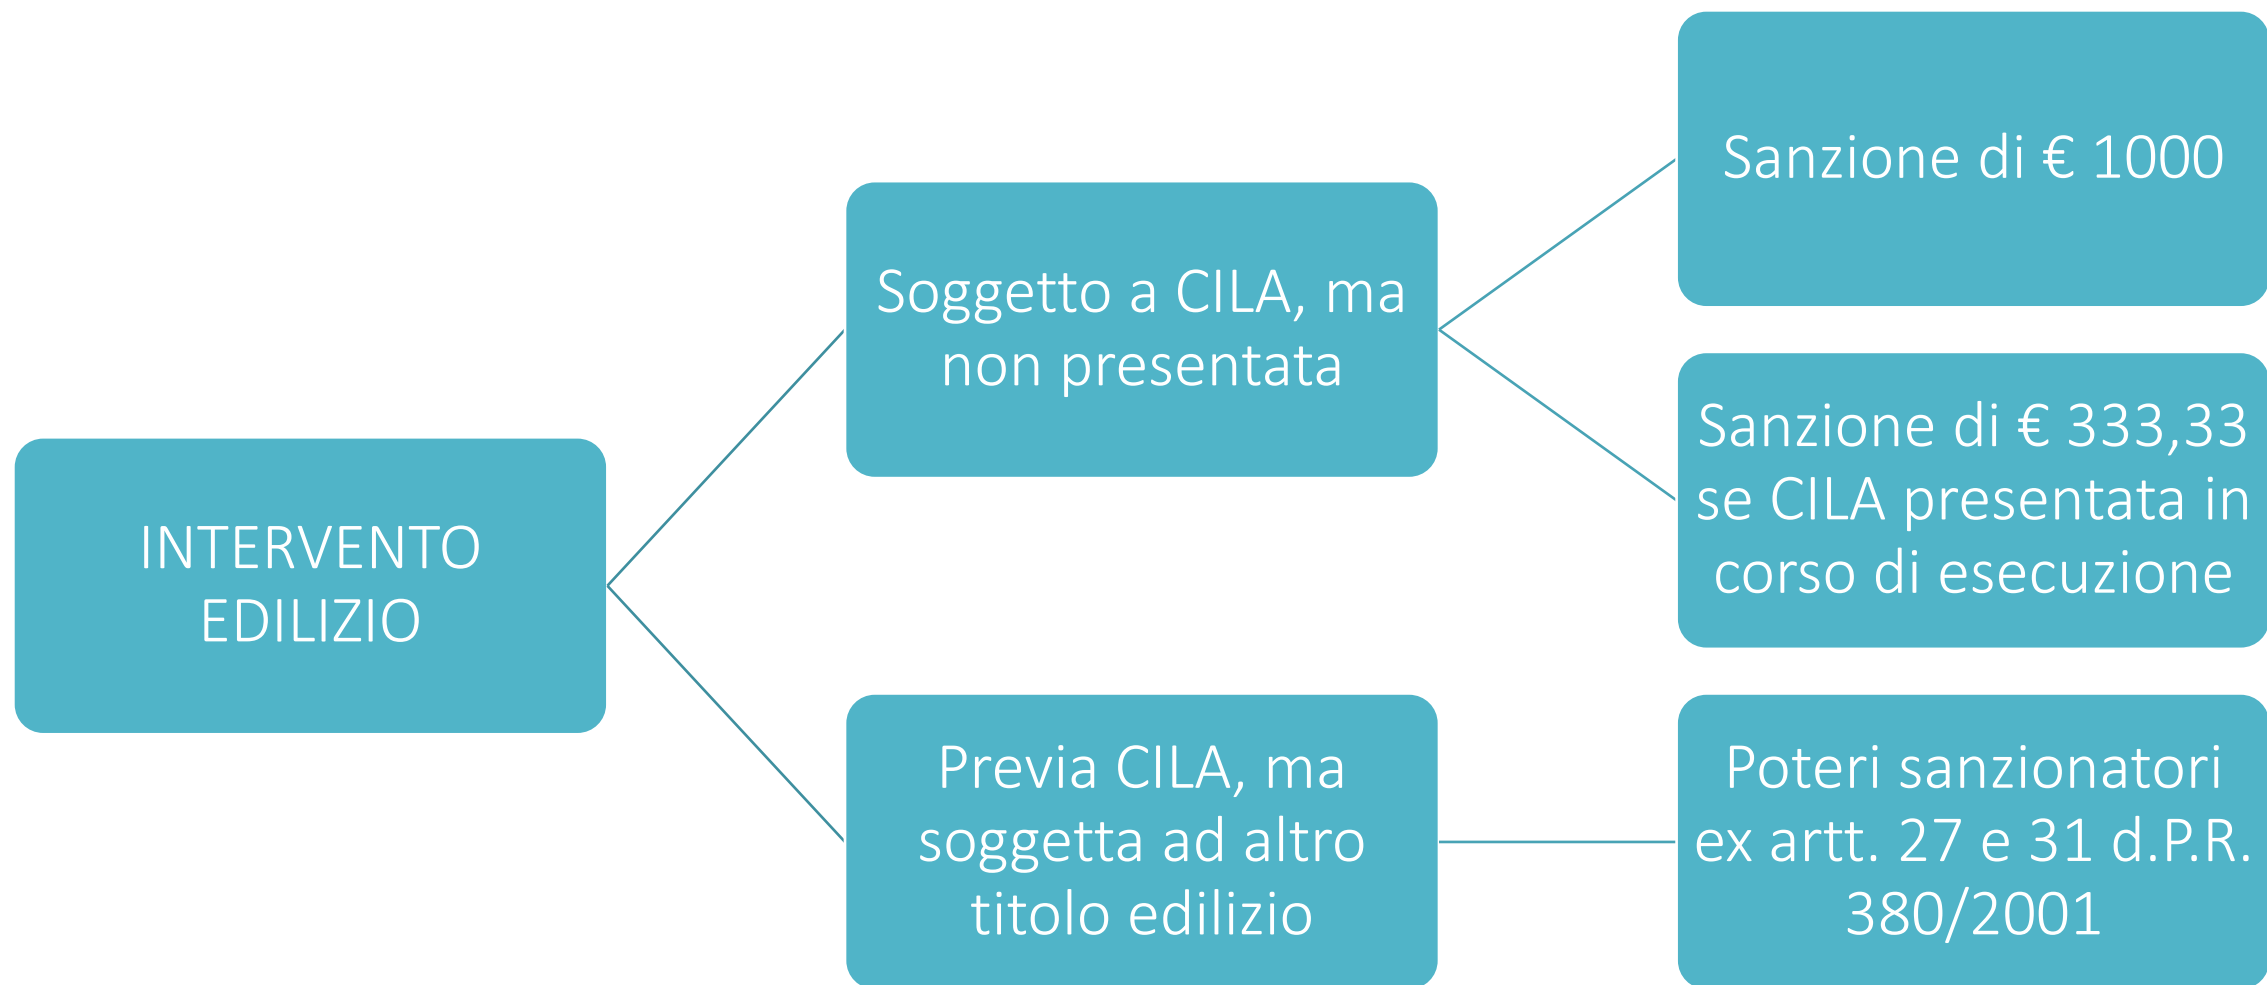 INTERVENTO
EDILIZIO
Soggetto a CILA, ma
non presentata
Sanzione di € 1000
Sanzione di € 333,33
se CILA presentata in
corso di esecuzione
Previa CILA, ma
soggetta ad altro
titolo edilizio
Poteri sanzionatori
ex artt. 27 e 31 d.P.R.
380/2001